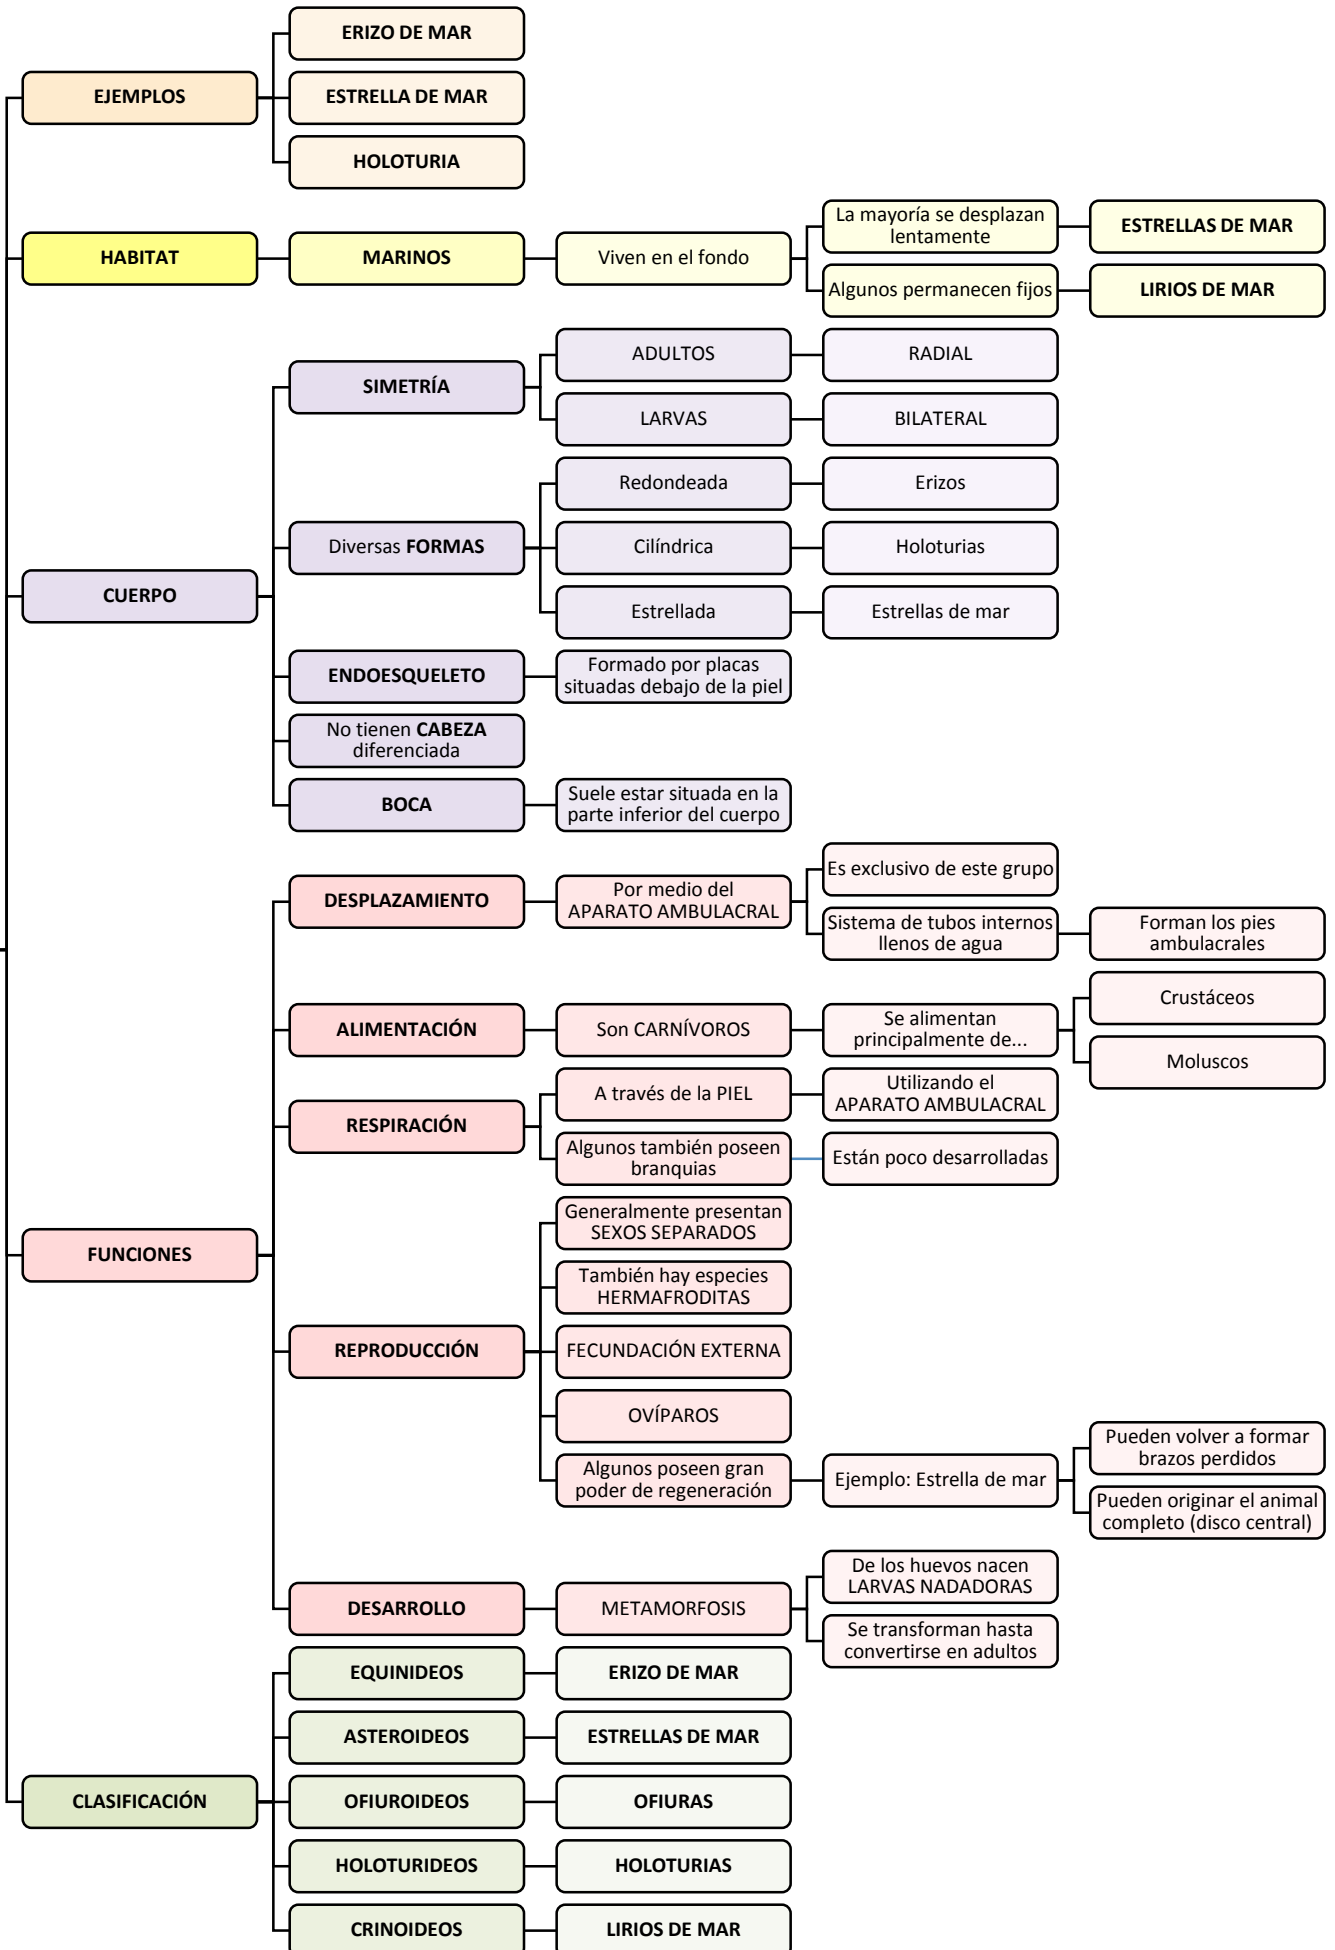 EJEMPLOS
ERIZO DE MAR
ESTRELLA DE MAR
HOLOTURIA
HABITAT
MARINOS
Viven en el fondo
La mayoría se desplazan
lentamente
ESTRELLAS DE MAR
Algunos permanecen fijos
LIRIOS DE MAR
CUERPO
SIMETRÍA
ADULTOS
RADIAL
LARVAS
BILATERAL
Diversas FORMAS
Redondeada
Erizos
Cilíndrica
Holoturias
Estrellada
Estrellas de mar
ENDOESQUELETO
Formado por placas
situadas debajo de la piel
No tienen CABEZA
diferenciada
BOCA
Suele estar situada en la
parte inferior del cuerpo
FUNCIONES
DESPLAZAMIENTO
Por medio del
APARATO AMBULACRAL
Es exclusivo de este grupo
Sistema de tubos internos
llenos de agua
Forman los pies
ambulacrales
ALIMENTACIÓN
Son CARNÍVOROS
Se alimentan
principalmente de...
Crustáceos
Moluscos
RESPIRACIÓN
A través de la PIEL
Utilizando el
APARATO AMBULACRAL
Algunos también poseen
branquias
Están poco desarrolladas
REPRODUCCIÓN
Generalmente presentan
SEXOS SEPARADOS
También hay especies
HERMAFRODITAS
FECUNDACIÓN EXTERNA
OVÍPAROS
Algunos poseen gran
poder de regeneración
Ejemplo: Estrella de mar
Pueden volver a formar
brazos perdidos
Pueden originar el animal
completo (disco central)
DESARROLLO
METAMORFOSIS
De los huevos nacen
LARVAS NADADORAS
Se transforman hasta
convertirse en adultos
CLASIFICACIÓN
EQUINIDEOS
ERIZO DE MAR
ASTEROIDEOS
ESTRELLAS DE MAR
OFIUROIDEOS
OFIURAS
HOLOTURIDEOS
HOLOTURIAS
CRINOIDEOS
LIRIOS DE MAR